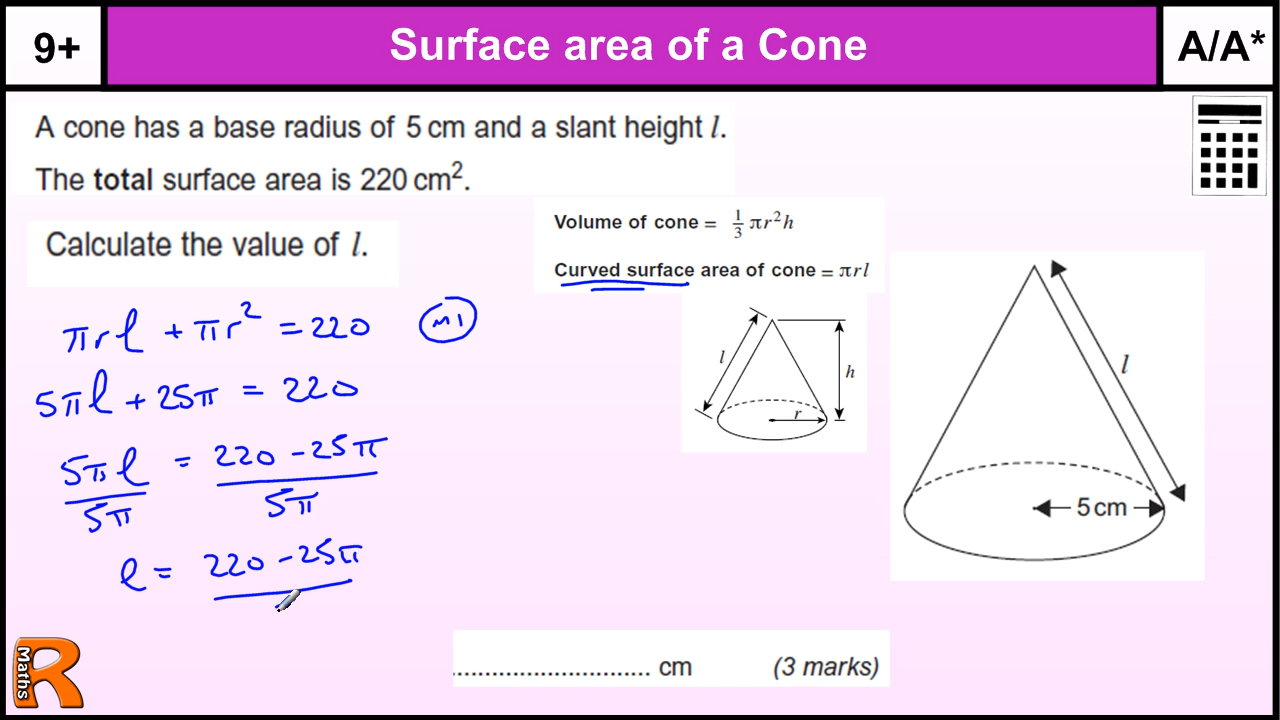 9+
Surface area of a Cone
A/A*
A cone has a base radius of 5 cm and a slant height l.
The total surface area is 220 cm².
Calculate the value of l.
Volume of cone = 1/3 πr²h
Curved surface area of cone = πrl
πrl + πr² = 220 M1
5πl + 25π = 220
5πl/5π = 220 - 25π/5π
l = 220 - 25π
l
h
r
l
5 cm
............................ cm (3 marks)
R
Maths